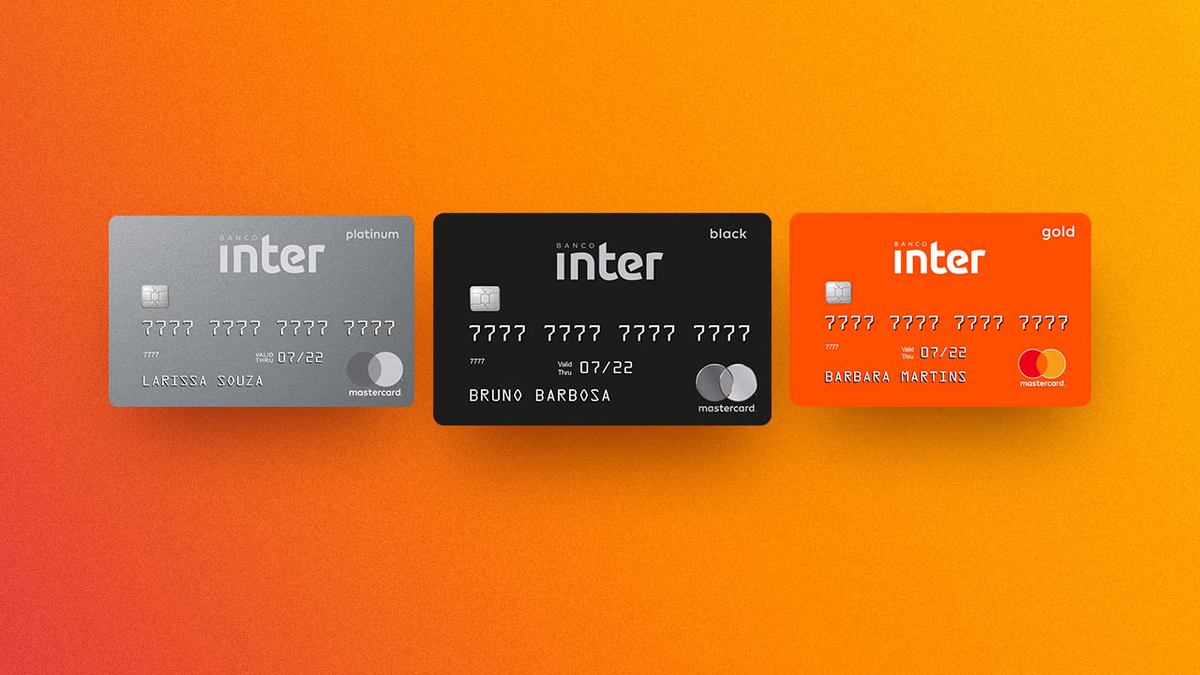 platinum
BANCO
inter
7777 7777 7777 7777
7777
VALID
THRU 07/22
LARISSA SOUZA
mastercard.
black
BANCO
inter
7777 7777 7777 7777
7777
Valid
Thru 07/22
BRUNO BARBOSA
mastercard.
gold
BANCO
inter
7777 7777 7777 7777
7777
Valid
Thru 07/22
BARBARA MARTINS
mastercard.